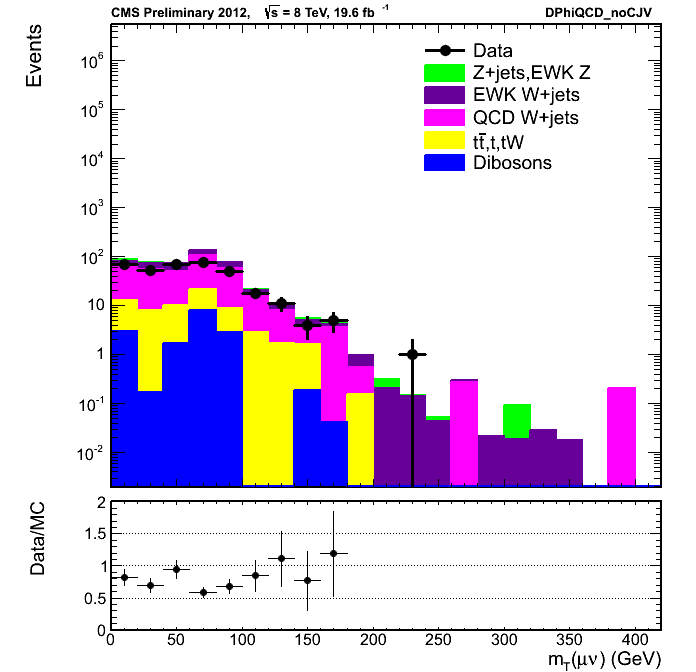 CMS Preliminary 2012, √s = 8 TeV, 19.6 fb⁻¹ DPhiQCD_noCJV
Events
10⁶
10⁵
10⁴
10³
10²
10
1
10⁻¹
10⁻²
Data
Z+jets,EWK Z
EWK W+jets
QCD W+jets
tt̅,t,tW
Dibosons
Data/MC
2
1.5
1
0.5
0
0 50 100 150 200 250 300 350 400
m_T(μν) (GeV)